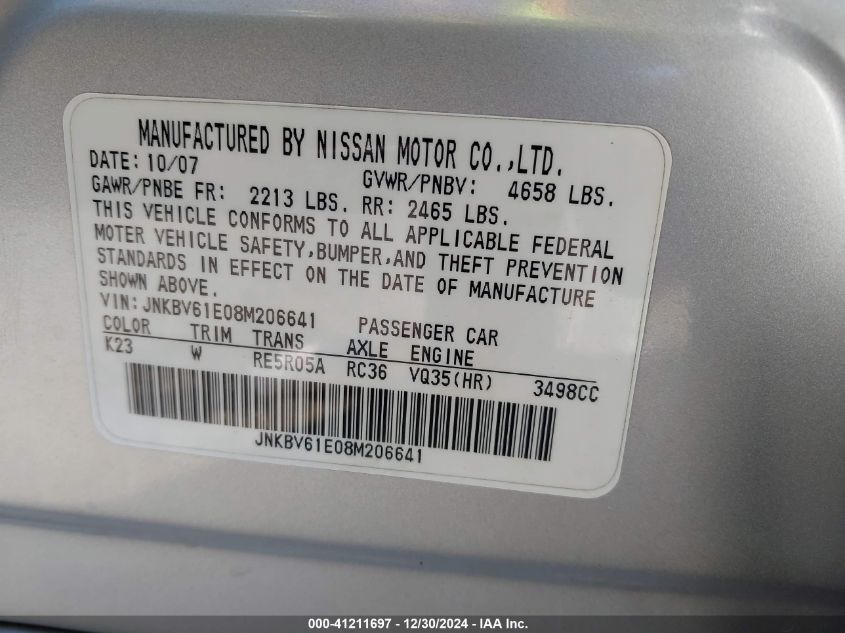 MANUFACTURED BY NISSAN MOTOR CO.,LTD.
DATE: 10/07 GVWR/PNBV: 4658 LBS.
GAWR/PNBE FR: 2213 LBS. RR: 2465 LBS.
THIS VEHICLE CONFORMS TO ALL APPLICABLE FEDERAL
MOTER VEHICLE SAFETY,BUMPER,AND THEFT PREVENTION
STANDARDS IN EFFECT ON THE DATE OF MANUFACTURE
SHOWN ABOVE.
VIN:JNKBV61E08M206641 PASSENGER CAR
COLOR TRIM TRANS AXLE ENGINE
K23 W RE5R05A RC36 VQ35(HR) 3498CC
JNKBV61E08M206641
000-41211697 - 12/30/2024 - IAA Inc.